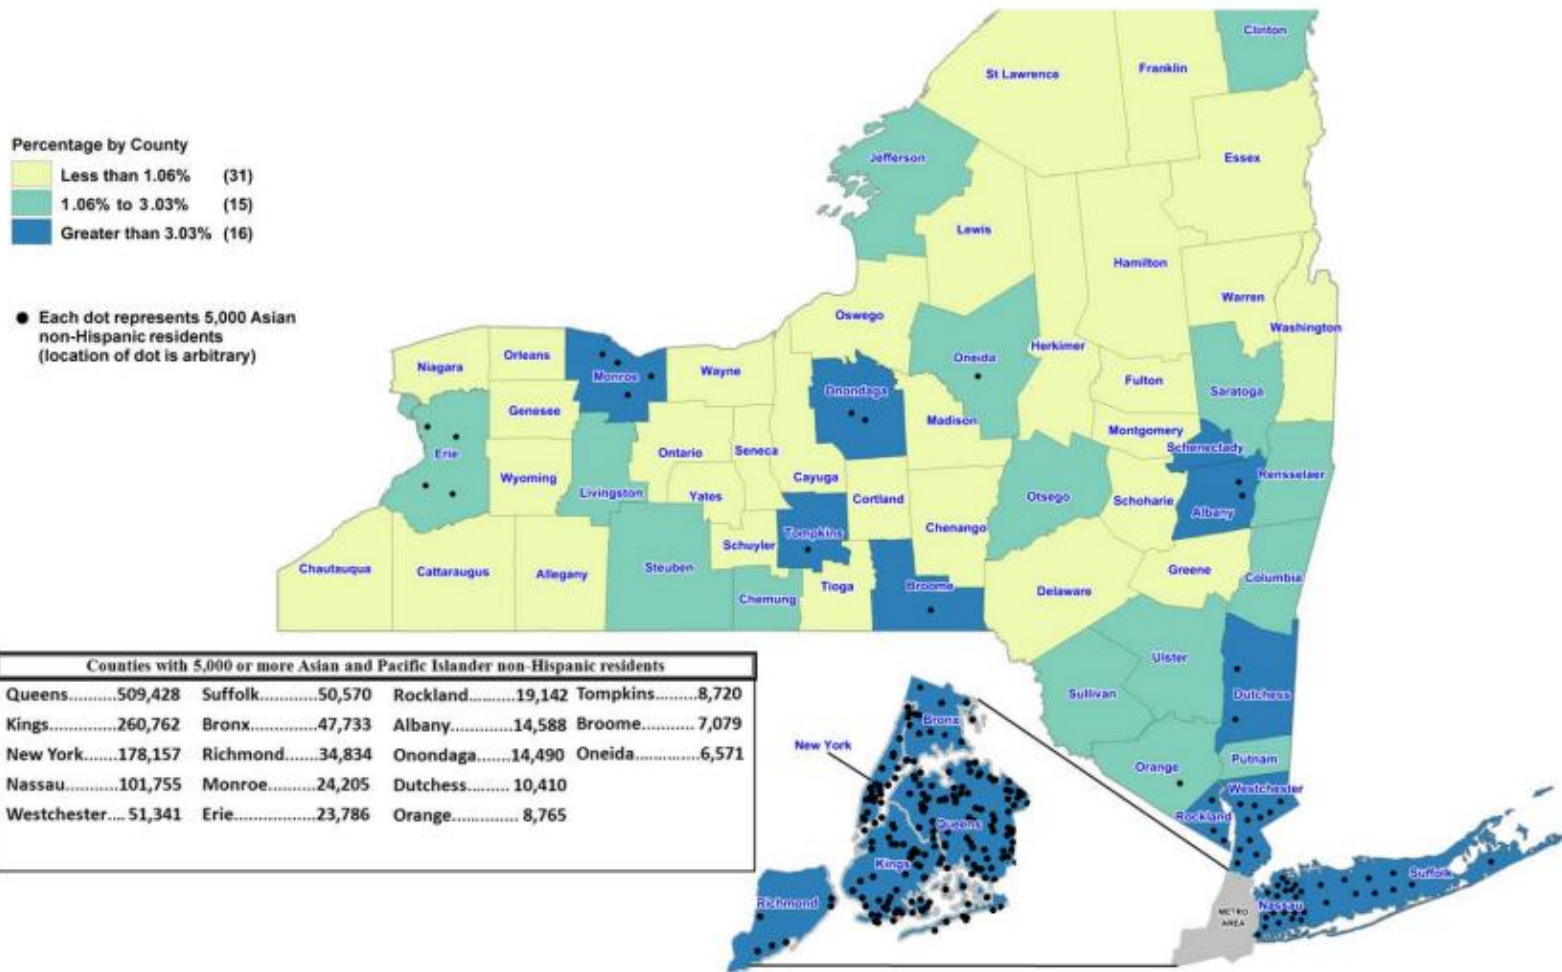 Percentage by County
Less than 1.06% (31)
1.06% to 3.03% (15)
Greater than 3.03% (16)
Each dot represents 5,000 Asian
non-Hispanic residents
(location of dot is arbitrary)
Clinton
St Lawrence
Franklin
Jefferson
Essex
Lewis
Hamilton
Warren
Oswego
Washington
Herkimer
Oneida
Niagara
Orleans
Monroe
Wayne
Onondaga
Fulton
Saratoga
Genesee
Madison
Montgomery
Schenectady
Erie
Ontario
Seneca
Wyoming
Cayuga
Rensselaer
Livingston
Yates
Cortland
Otsego
Schoharie
Albany
Chenango
Tompkins
Schuyler
Chautauqua
Cattaraugus
Allegany
Steuben
Greene
Columbia
Chemung
Tioga
Broome
Delaware
Ulster
Sullivan
Dutchess
Orange
Putnam
Westchester
Rockland
Counties with 5,000 or more Asian and Pacific Islander non-Hispanic residents
Queens..........509,428 Suffolk.............50,570 Rockland..........19,142 Tompkins.........8,720
Kings..............260,762 Bronx...............47,733 Albany..............14,588 Broome........... 7,079
New York.......178,157 Richmond.......34,834 Onondaga.......14,490 Oneida..............6,571
Nassau...........101,755 Monroe...........24,205 Dutchess......... 10,410
Westchester.... 51,341 Erie..................23,786 Orange.............. 8,765
New York
Bronx
Queens
Kings
Richmond
METRO
AREA
Nassau
Suffolk